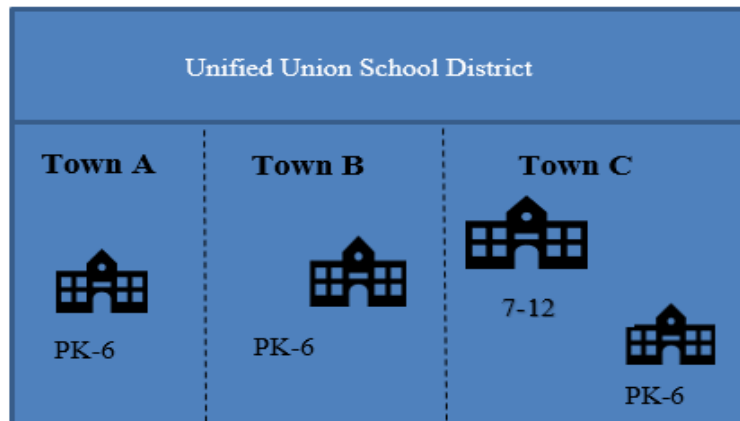 Unified Union School District
Town A
Town B
Town C
7-12
PK-6
PK-6
PK-6